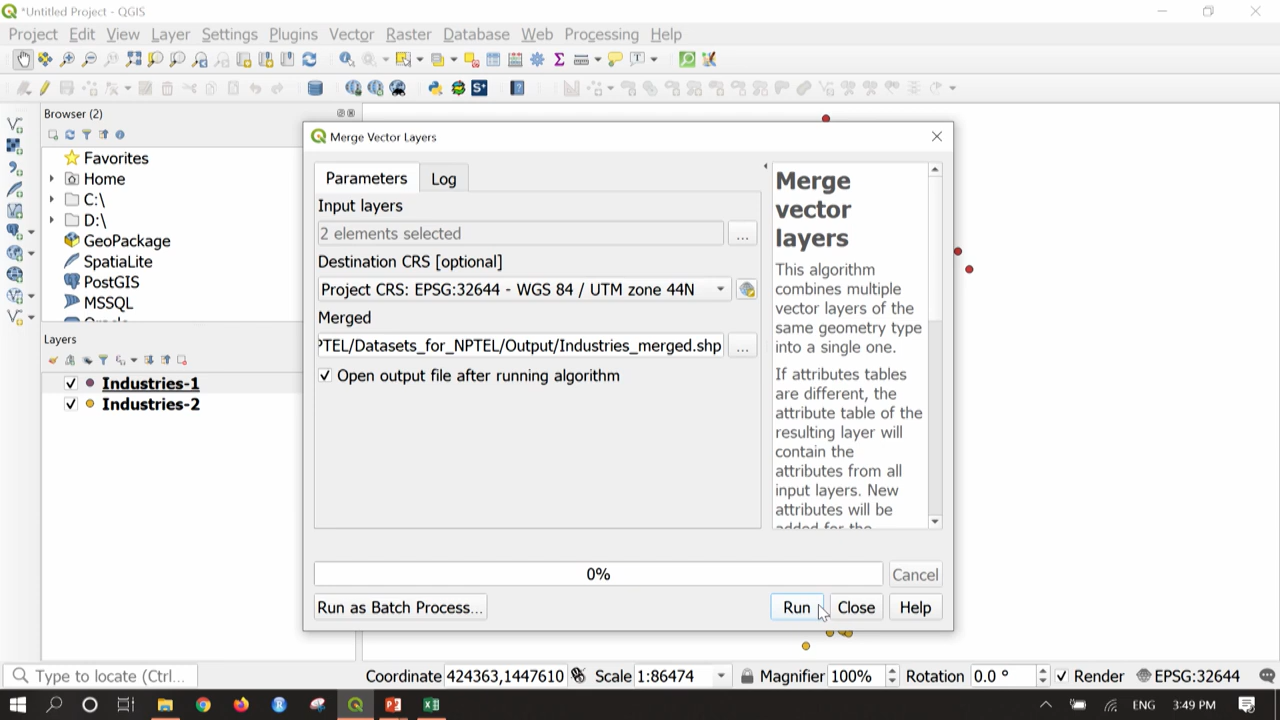 *Untitled Project - QGIS
Project Edit View Layer Settings Plugins Vector Raster Database Web Processing Help
Browser (2)
Favorites
Home
C:\
D:\
GeoPackage
SpatiaLite
PostGIS
MSSQL
Layers
Industries-1
Industries-2
Merge Vector Layers
Parameters Log
Input layers
2 elements selected
...
Destination CRS [optional]
Project CRS: EPSG:32644 - WGS 84 / UTM zone 44N
Merged
PTEL/Datasets_for_NPTEL/Output/Industries_merged.shp
...
Open output file after running algorithm
Merge
vector
layers
This algorithm
combines multiple
vector layers of the
same geometry type
into a single one.
If attributes tables
are different, the
attribute table of the
resulting layer will
contain the
attributes from all
input layers. New
attributes will be
added for the
0%
Cancel
Run as Batch Process...
Run Close Help
Type to locate (Ctrl...
Coordinate 424363,1447610 Scale 1:86474 Magnifier 100% Rotation 0.0 ° Render EPSG:32644
ENG 3:49 PM